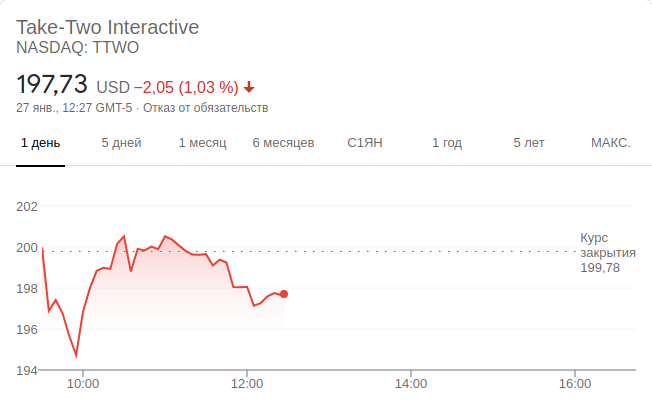 Take-Two Interactive
NASDAQ: TTWO
197,73 USD −2,05 (1,03 %)
27 янв., 12:27 GMT-5 · Отказ от обязательств
1 день 5 дней 1 месяц 6 месяцев С1ЯН 1 год 5 лет МАКС.
202
200
198
196
194
Курс
закрытия
199,78
10:00 12:00 14:00 16:00